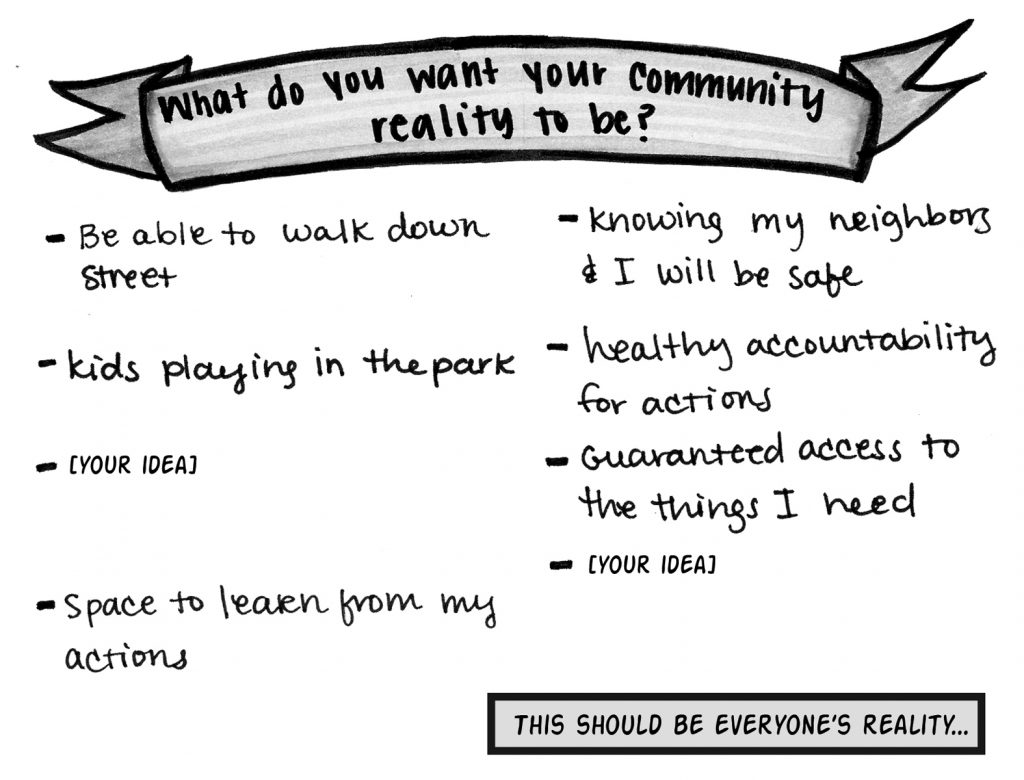 What do you want your community
reality to be?
- Be able to walk down
street
- kids playing in the park
- [YOUR IDEA]
- Space to learn from my
actions
- Knowing my neighbors
& I will be safe
- healthy accountability
for actions
- Guaranteed access to
the things I need
- [YOUR IDEA]
THIS SHOULD BE EVERYONE'S REALITY...